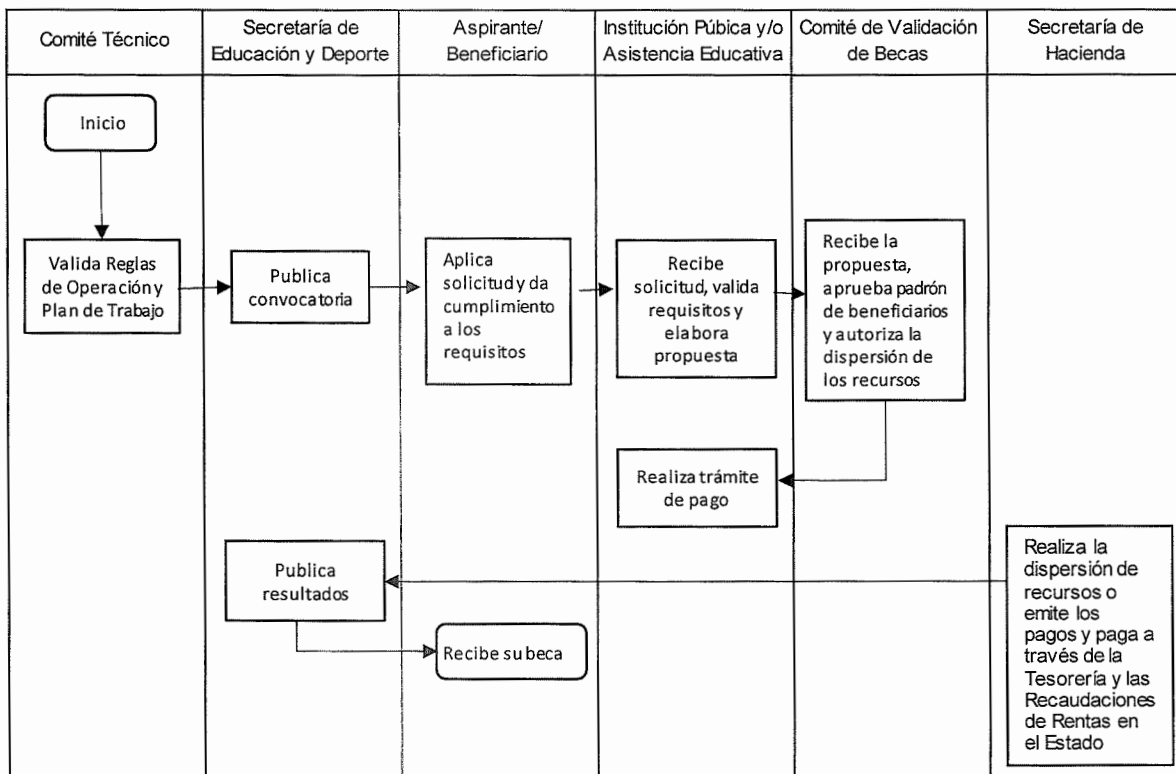 Comité Técnico
Secretaría de
Educación y Deporte
Aspirante/
Beneficiario
Institución Púbica y/o
Asistencia Educativa
Comité de Validación
de Becas
Secretaría de
Hacienda
Inicio
Valida Reglas
de Operación y
Plan de Trabajo
Publica
convocatoria
Aplica
solicitud y da
cumplimiento
a los
requisitos
Recibe
solicitud, valida
requisitos y
elabora
propuesta
Recibe la
propuesta,
aprueba padrón
de beneficiarios
y autoriza la
dispersión de
los recursos
Realiza trámite
de pago
Realiza la
dispersión de
recursos o
emite los
pagos y paga a
través de la
Tesorería y las
Recaudaciones
de Rentas en
el Estado
Publica
resultados
Recibe su beca